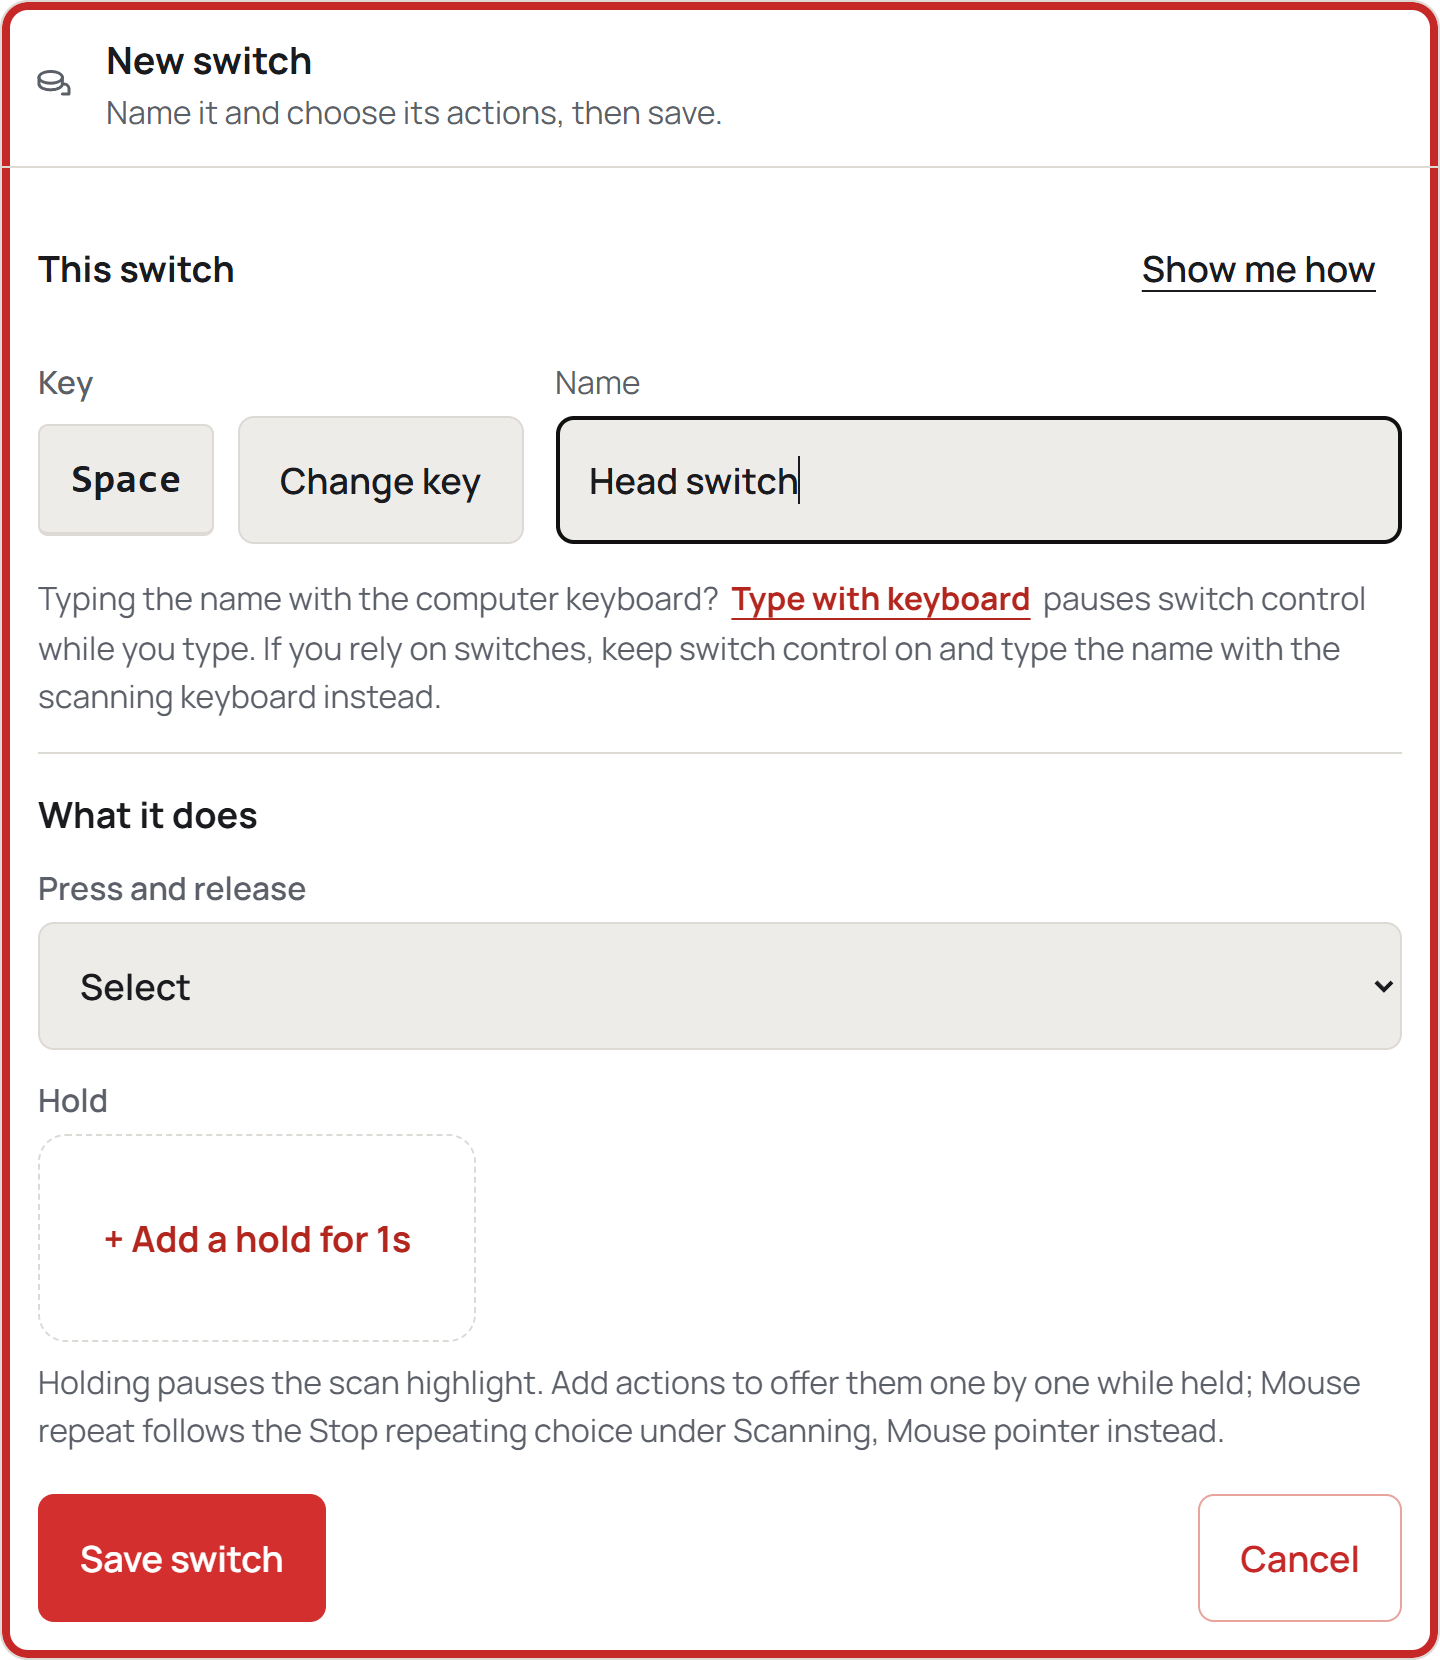 New switch
Name it and choose its actions, then save.
This switch
Show me how
Key
Name
Space
Change key
Head switch
Typing the name with the computer keyboard? Type with keyboard pauses switch control
while you type. If you rely on switches, keep switch control on and type the name with the
scanning keyboard instead.
What it does
Press and release
Select
Hold
+ Add a hold for 1s
Holding pauses the scan highlight. Add actions to offer them one by one while held; Mouse
repeat follows the Stop repeating choice under Scanning, Mouse pointer instead.
Save switch
Cancel